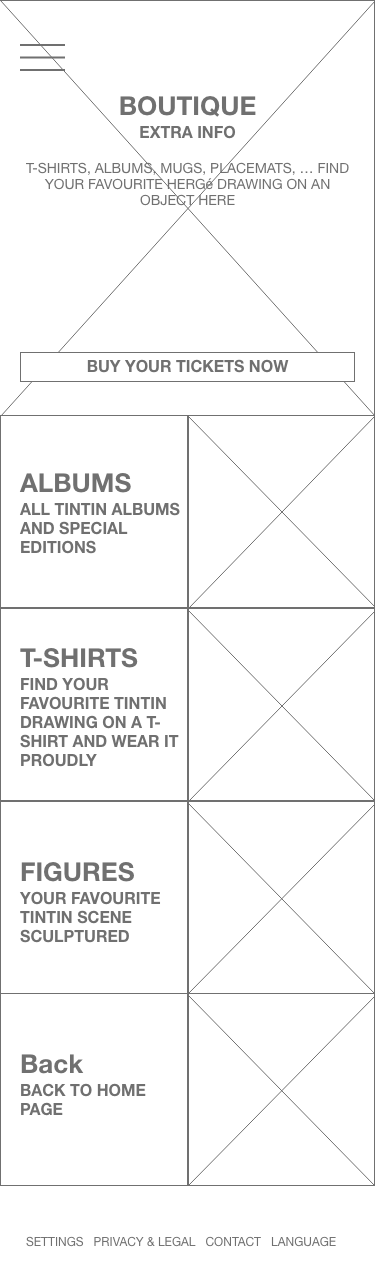 BOUTIQUE
EXTRA INFO
T-SHIRTS, ALBUMS, MUGS, PLACEMATS, … FIND
YOUR FAVOURITE HERGé DRAWING ON AN
OBJECT HERE
BUY YOUR TICKETS NOW
ALBUMS
ALL TINTIN ALBUMS
AND SPECIAL
EDITIONS
T-SHIRTS
FIND YOUR
FAVOURITE TINTIN
DRAWING ON A T-
SHIRT AND WEAR IT
PROUDLY
FIGURES
YOUR FAVOURITE
TINTIN SCENE
SCULPTURED
Back
BACK TO HOME
PAGE
SETTINGS PRIVACY & LEGAL CONTACT LANGUAGE